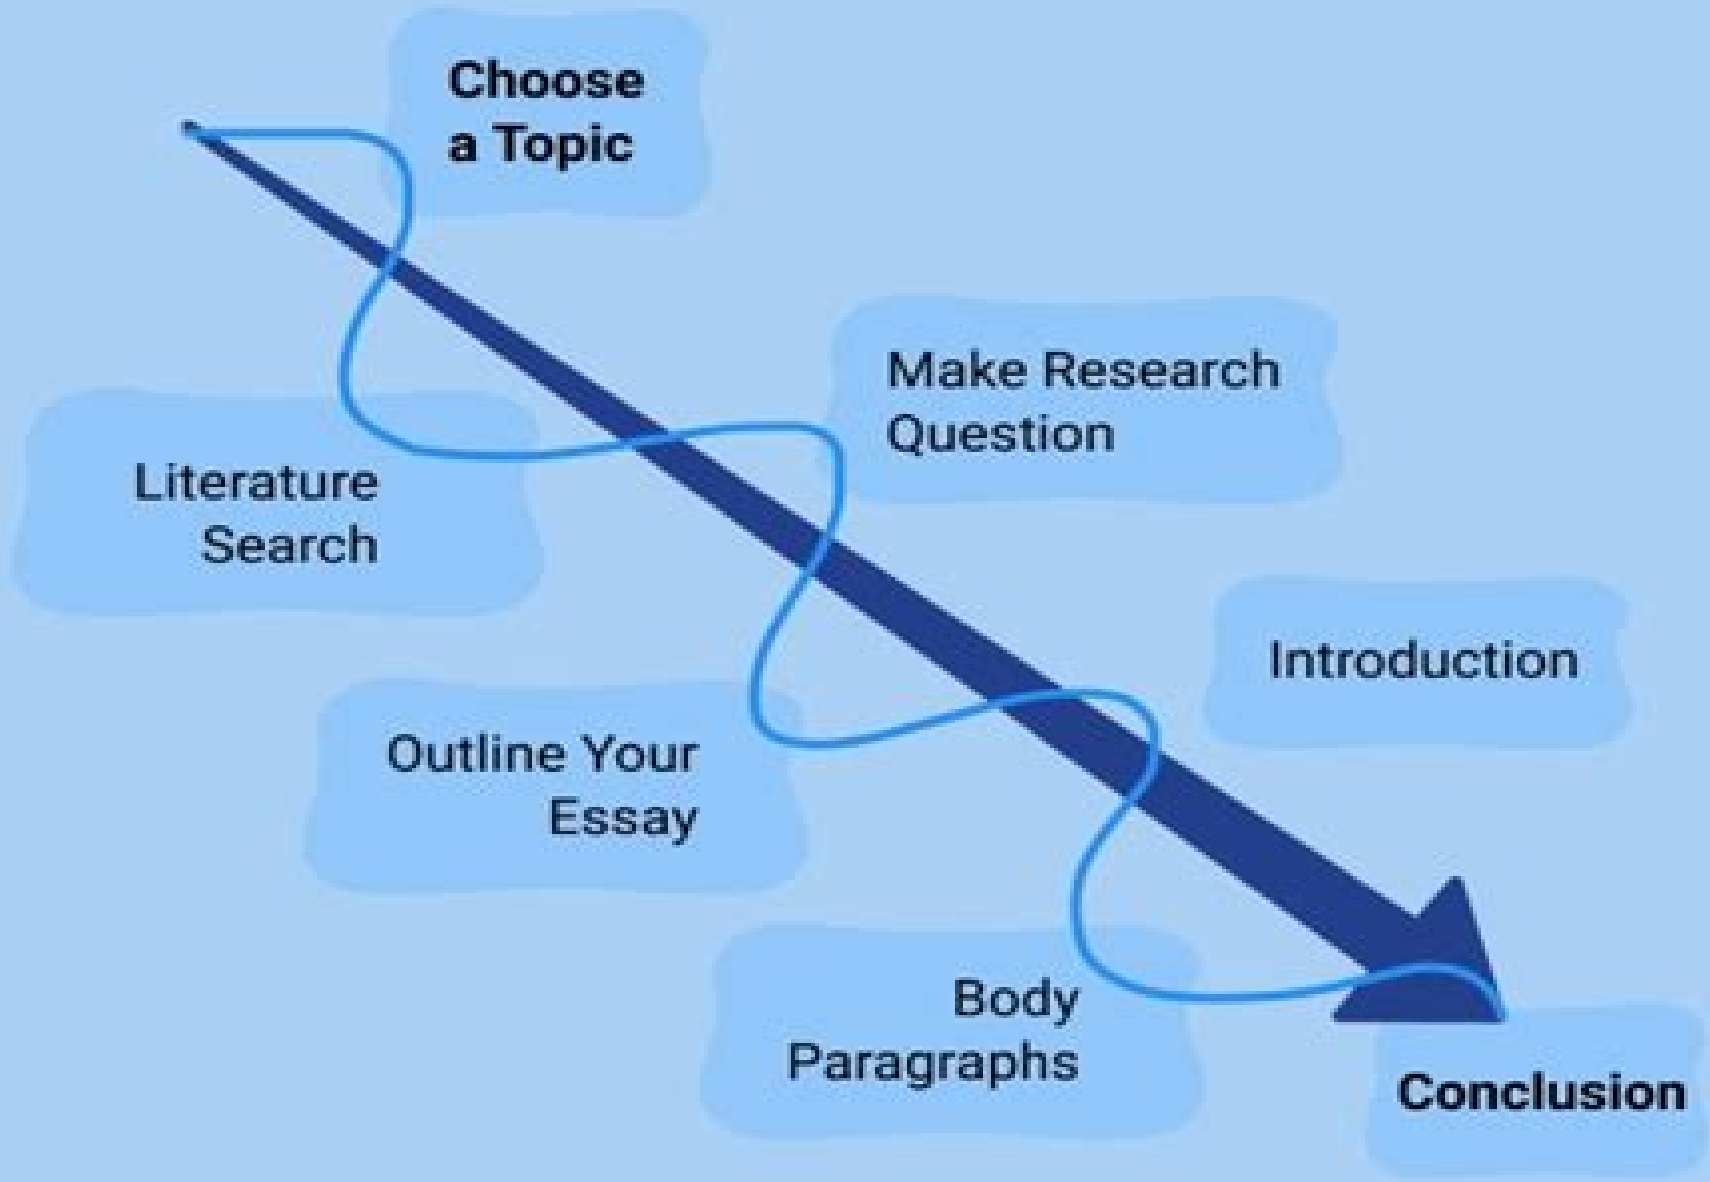 Choose
a Topic
Literature
Search
Make Research
Question
Outline Your
Essay
Introduction
Body
Paragraphs
Conclusion